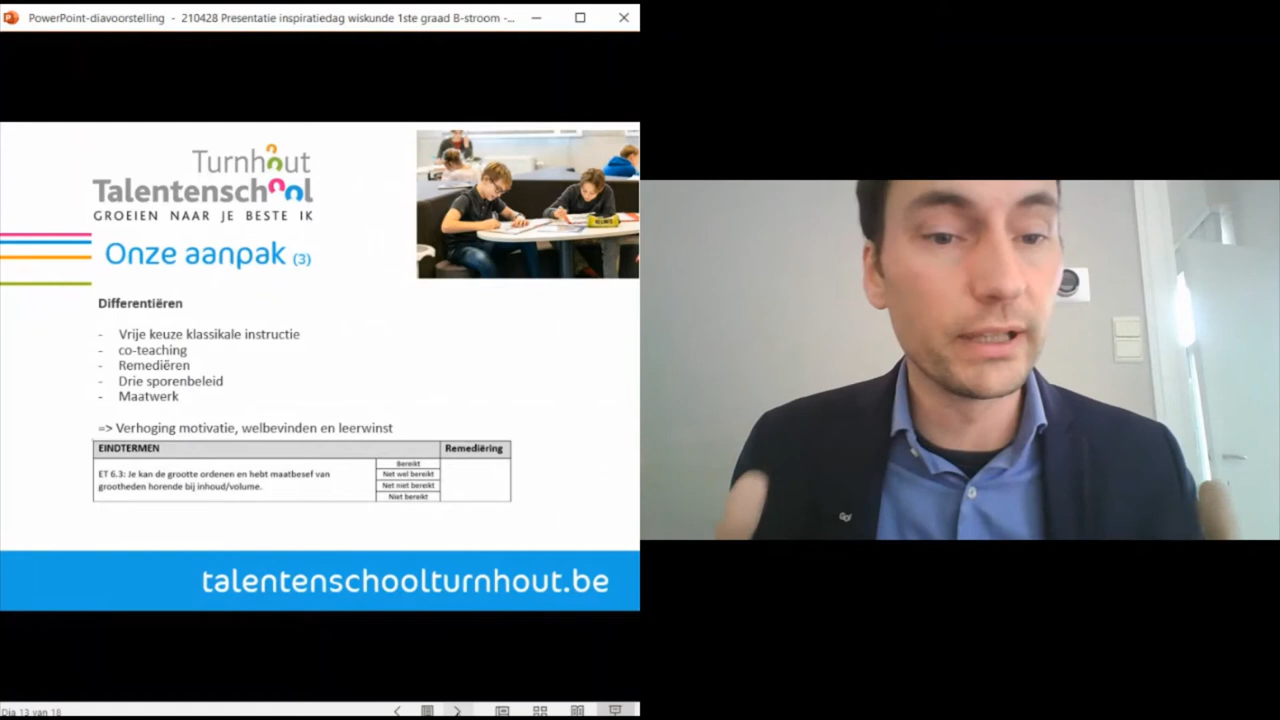 PowerPoint-diavoorstelling - 210428 Presentatie inspiratiedag wiskunde 1ste graad B-stroom -...
Turnhout
Talentenschool
GROEIEN NAAR JE BESTE IK
Onze aanpak (3)
Differentiëren
- Vrije keuze klassikale instructie
- co-teaching
- Remediëren
- Drie sporenbeleid
- Maatwerk
=> Verhoging motivatie, welbevinden en leerwinst
EINDTERMEN Remediëring
ET 6.3: Je kan de grootte ordenen en hebt maatbesef van
grootheden horende bij inhoud/volume.
Bereikt
Net wel bereikt
Net niet bereikt
Niet bereikt
talentenschoolturnhout.be
Dia 13 van 18